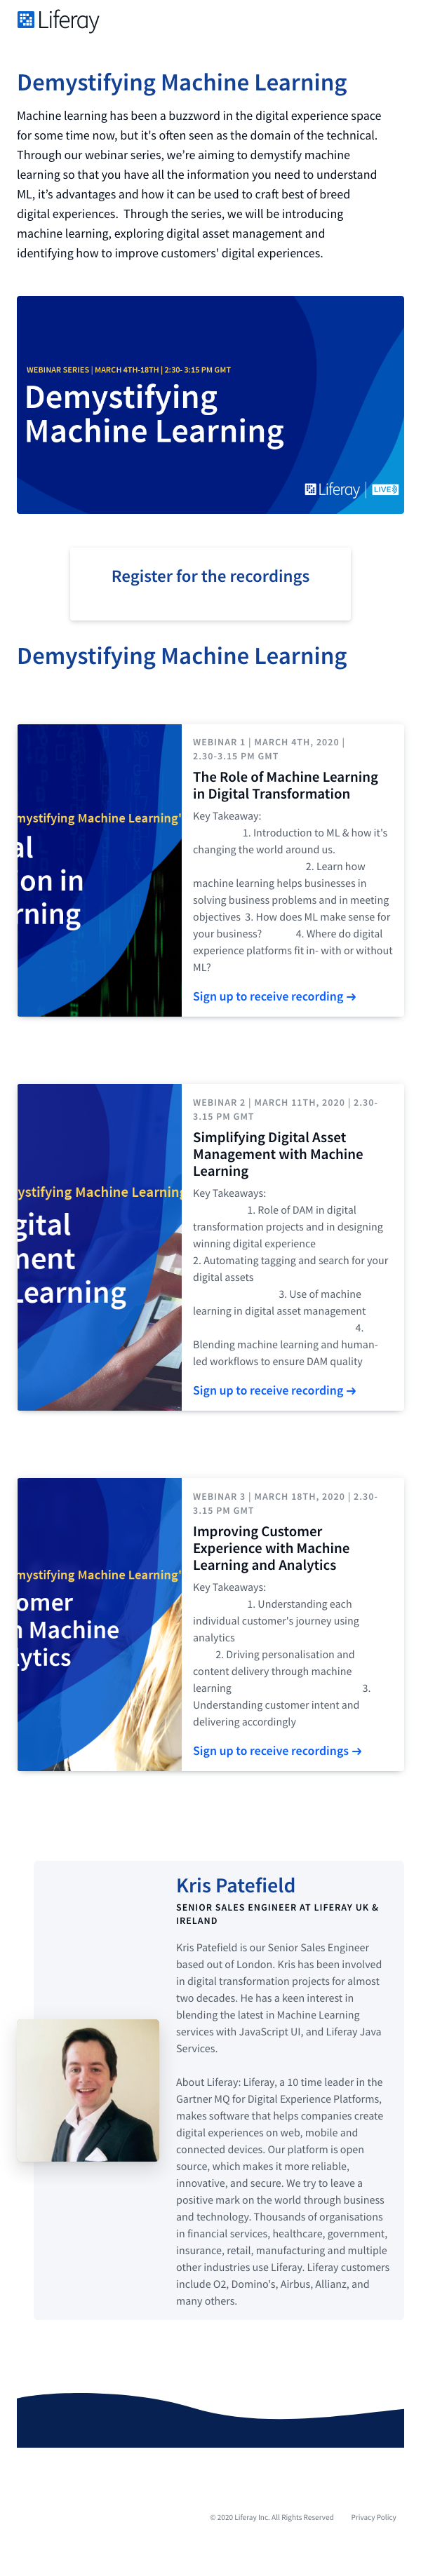 Liferay
Demystifying Machine Learning
Machine learning has been a buzzword in the digital experience space
for some time now, but it's often seen as the domain of the technical.
Through our webinar series, we're aiming to demystify machine
learning so that you have all the information you need to understand
ML, it's advantages and how it can be used to craft best of breed
digital experiences.  Through the series, we will be introducing
machine learning, exploring digital asset management and
identifying how to improve customers' digital experiences.
WEBINAR SERIES | MARCH 4TH-18TH | 2:30- 3:15 PM GMT
Demystifying
Machine Learning
Liferay | LIVE
Register for the recordings
Demystifying Machine Learning
mystifying Machine Learning'
al
ion in
rning
WEBINAR 1 | MARCH 4TH, 2020 |
2.30-3.15 PM GMT
The Role of Machine Learning
in Digital Transformation
Key Takeaway:
1. Introduction to ML & how it's
changing the world around us.
2. Learn how
machine learning helps businesses in
solving business problems and in meeting
objectives  3. How does ML make sense for
your business?  4. Where do digital
experience platforms fit in- with or without
ML?
Sign up to receive recording →
ystifying Machine Learning
gital
ment
Learning
WEBINAR 2 | MARCH 11TH, 2020 | 2.30-
3.15 PM GMT
Simplifying Digital Asset
Management with Machine
Learning
Key Takeaways:
1. Role of DAM in digital
transformation projects and in designing
winning digital experience
2. Automating tagging and search for your
digital assets
3. Use of machine
learning in digital asset management
4.
Blending machine learning and human-
led workflows to ensure DAM quality
Sign up to receive recording →
mystifying Machine Learning'
omer
n Machine
lytics
WEBINAR 3 | MARCH 18TH, 2020 | 2.30-
3.15 PM GMT
Improving Customer
Experience with Machine
Learning and Analytics
Key Takeaways:
1. Understanding each
individual customer's journey using
analytics
2. Driving personalisation and
content delivery through machine
learning  3.
Understanding customer intent and
delivering accordingly
Sign up to receive recordings →
Kris Patefield
SENIOR SALES ENGINEER AT LIFERAY UK &
IRELAND
Kris Patefield is our Senior Sales Engineer
based out of London. Kris has been involved
in digital transformation projects for almost
two decades. He has a keen interest in
blending the latest in Machine Learning
services with JavaScript UI, and Liferay Java
Services.
About Liferay: Liferay, a 10 time leader in the
Gartner MQ for Digital Experience Platforms,
makes software that helps companies create
digital experiences on web, mobile and
connected devices. Our platform is open
source, which makes it more reliable,
innovative, and secure. We try to leave a
positive mark on the world through business
and technology. Thousands of organisations
in financial services, healthcare, government,
insurance, retail, manufacturing and multiple
other industries use Liferay. Liferay customers
include O2, Domino's, Airbus, Allianz, and
many others.
© 2020 Liferay Inc. All Rights Reserved  Privacy Policy